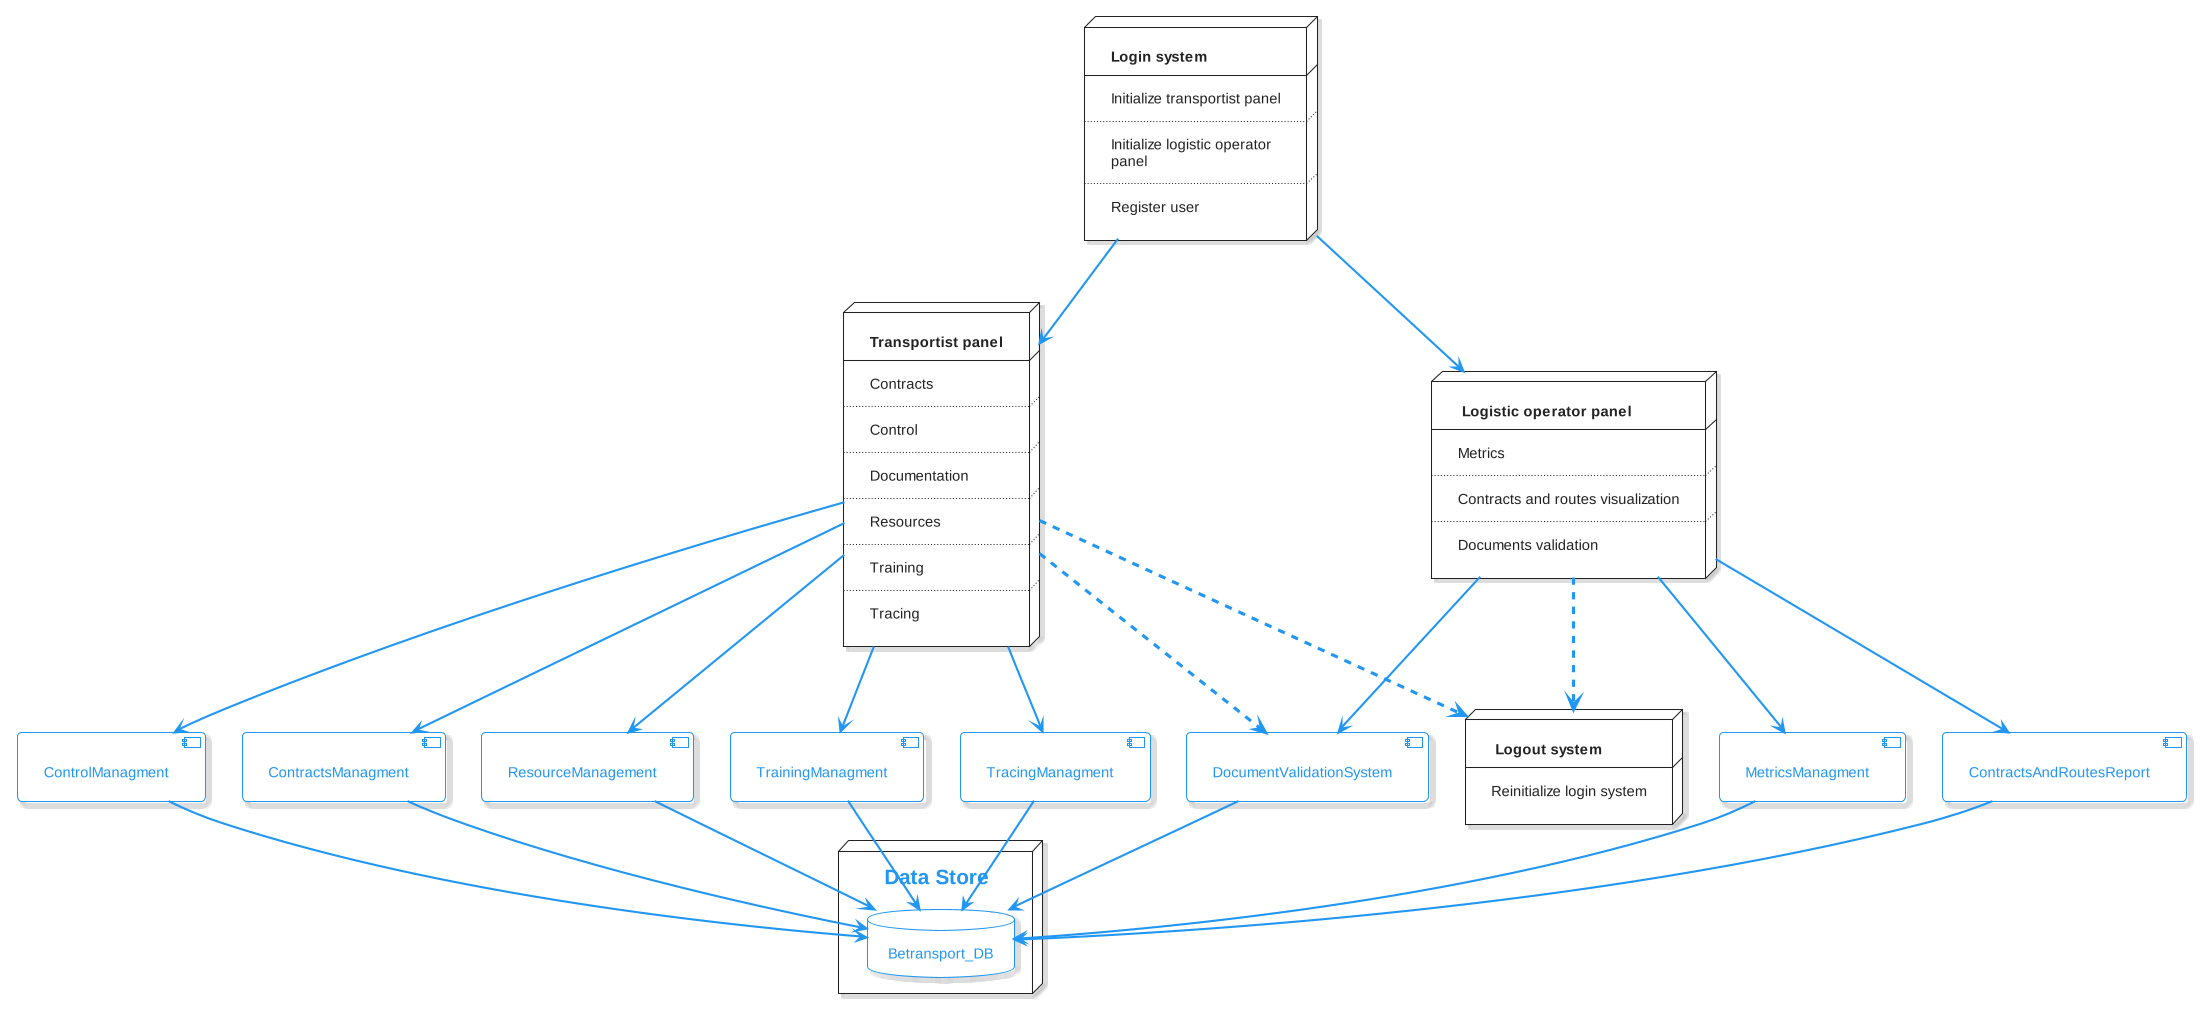 Login system
Initialize transportist panel
Initialize logistic operator
panel
Register user
Transportist panel
Contracts
Control
Documentation
Resources
Training
Tracing
Logistic operator panel
Metrics
Contracts and routes visualization
Documents validation
ControlManagment
ContractsManagment
ResourceManagement
TrainingManagment
TracingManagment
DocumentValidationSystem
Logout system
Reinitialize login system
MetricsManagment
ContractsAndRoutesReport
Data Store
Betransport_DB